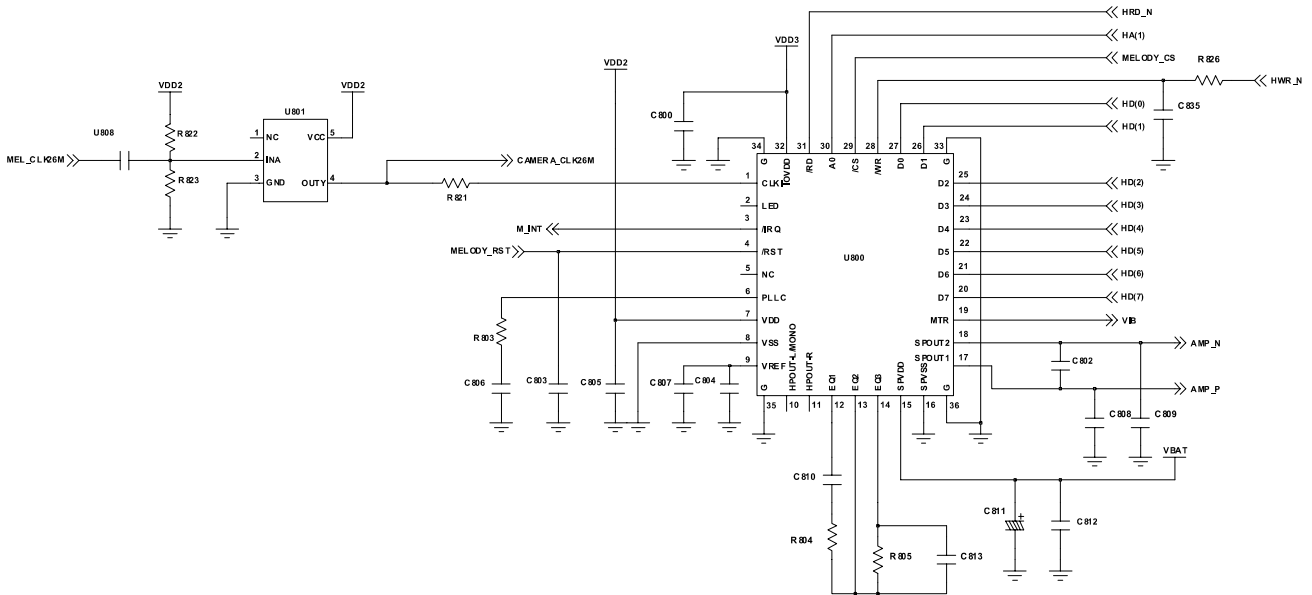 HRD_N
HA(1)
MELODY_CS
R826
HWR_N
VDD3
VDD2
VDD2
VDD2
C800
HD(0)
HD(1)
C835
U801
U808
R822
R823
MEL_CLK26M
1 NC
VCC 5
2 INA
3 GND
OUTY 4
CAMERA_CLK26M
R821
34 32 31 30 29 28 27 26 33
G IOVDD /RD A0 /CS /WR D0 D1 G
1 CLKI
2 LED
3 /IRQ
4 /RST
5 NC
6 PLLC
7 VDD
8 VSS
9 VREF
U800
M_INT
MELODY_RST
D2 25 HD(2)
D3 24 HD(3)
D4 23 HD(4)
D5 22 HD(5)
D6 21 HD(6)
D7 20 HD(7)
MTR 19 VIB
SPOUT2 18 AMP_N
SPOUT1 17 AMP_P
R803
C806
C803
C805
C807
C804
C802
C808
C809
G HPOUT-L/MONO HPOUT-R EQ1 EQ2 EQ3 SPVDD SPVSS G
35 10 11 12 13 14 15 16 36
VBAT
C810
R804
R805
C813
C811
+
C812